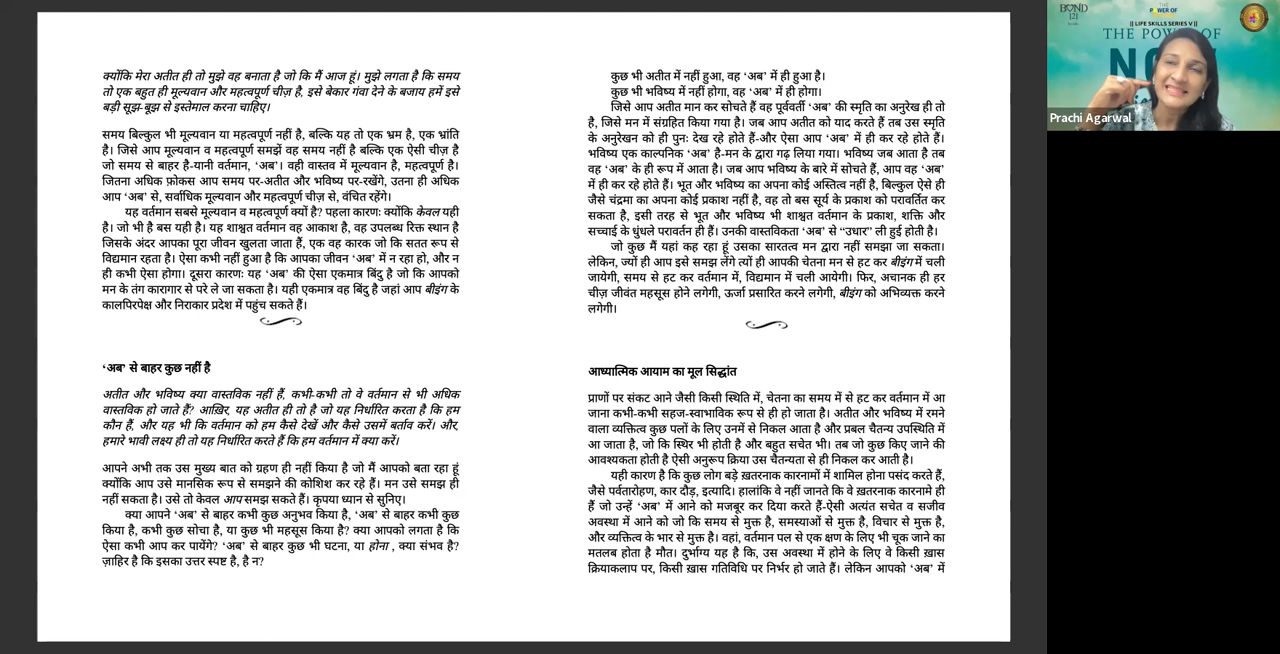 क्योंकि मेरा अतीत ही तो मुझे वह बनाता है जो कि मैं आज हूं। मुझे लगता है कि समय
तो एक बहुत ही मूल्यवान और महत्वपूर्ण चीज़ है, इसे बेकार गंवा देने के बजाय हमें इसे
बड़ी सूझ-बूझ से इस्तेमाल करना चाहिए।
समय बिल्कुल भी मूल्यवान या महत्वपूर्ण नहीं है, बल्कि यह तो एक भ्रम है, एक भ्रांति
है। जिसे आप मूल्यवान व महत्वपूर्ण समझें वह समय नहीं है बल्कि एक ऐसी चीज़ है
जो समय से बाहर है-यानी वर्तमान, ‘अब’। वही वास्तव में मूल्यवान है, महत्वपूर्ण है।
जितना अधिक फ़ोकस आप समय पर-अतीत और भविष्य पर-रखेंगे, उतना ही अधिक
आप ‘अब’ से, सर्वाधिक मूल्यवान और महत्वपूर्ण चीज़ से, वंचित रहेंगे।
यह वर्तमान सबसे मूल्यवान व महत्वपूर्ण क्यों है? पहला कारणः क्योंकि केवल यही
है। जो भी है बस यही है। यह शाश्वत वर्तमान वह आकाश है, वह उपलब्ध रिक्त स्थान है
जिसके अंदर आपका पूरा जीवन खुलता जाता हैं, एक वह कारक जो कि सतत रूप से
विद्यमान रहता है। ऐसा कभी नहीं हुआ है कि आपका जीवन ‘अब’ में न रहा हो, और न
ही कभी ऐसा होगा। दूसरा कारणः यह ‘अब’ की ऐसा एकमात्र बिंदु है जो कि आपको
मन के तंग कारागार से परे ले जा सकता है। यही एकमात्र वह बिंदु है जहां आप बीइंग के
कालपिरपेक्ष और निराकार प्रदेश में पहुंच सकते हैं।
‘अब’ से बाहर कुछ नहीं है
अतीत और भविष्य क्या वास्तविक नहीं हैं, कभी-कभी तो वे वर्तमान से भी अधिक
वास्तविक हो जाते हैं? आख़िर, यह अतीत ही तो है जो यह निर्धारित करता है कि हम
कौन हैं, और यह भी कि वर्तमान को हम कैसे देखें और कैसे उसमें बर्ताव करें। और,
हमारे भावी लक्ष्य ही तो यह निर्धारित करते हैं कि हम वर्तमान में क्या करें।
आपने अभी तक उस मुख्य बात को ग्रहण ही नहीं किया है जो मैं आपको बता रहा हूं
क्योंकि आप उसे मानसिक रूप से समझने की कोशिश कर रहे हैं। मन उसे समझ ही
नहीं सकता है। उसे तो केवल आप समझ सकते हैं। कृपया ध्यान से सुनिए।
क्या आपने ‘अब’ से बाहर कभी कुछ अनुभव किया है, ‘अब’ से बाहर कभी कुछ
किया है, कभी कुछ सोचा है, या कुछ भी महसूस किया है? क्या आपको लगता है कि
ऐसा कभी आप कर पायेंगे? ‘अब’ से बाहर कुछ भी घटना, या होना , क्या संभव है?
ज़ाहिर है कि इसका उत्तर स्पष्ट है, है न?
कुछ भी अतीत में नहीं हुआ, वह ‘अब’ में ही हुआ है।
कुछ भी भविष्य में नहीं होगा, वह ‘अब’ में ही होगा।
जिसे आप अतीत मान कर सोचते हैं वह पूर्ववर्ती ‘अब’ की स्मृति का अनुरेख ही तो
है, जिसे मन में संग्रहित किया गया है। जब आप अतीत को याद करते हैं तब उस स्मृति
के अनुरेखन को ही पुनः देख रहे होते हैं-और ऐसा आप ‘अब’ में ही कर रहे होते हैं।
भविष्य एक काल्पनिक ‘अब’ है-मन के द्वारा गढ़ लिया गया। भविष्य जब आता है तब
वह ‘अब’ के ही रूप में आता है। जब आप भविष्य के बारे में सोचते हैं, आप वह ‘अब’
में ही कर रहे होते हैं। भूत और भविष्य का अपना कोई अस्तित्व नहीं है, बिल्कुल ऐसे ही
जैसे चंद्रमा का अपना कोई प्रकाश नहीं है, वह तो बस सूर्य के प्रकाश को परावर्तित कर
सकता है, इसी तरह से भूत और भविष्य भी शाश्वत वर्तमान के प्रकाश, शक्ति और
सच्चाई के धुंधले परावर्तन ही हैं। उनकी वास्तविकता ‘अब’ से “उधार” ली हुई होती है।
जो कुछ मैं यहां कह रहा हूं उसका सारतत्व मन द्वारा नहीं समझा जा सकता।
लेकिन, ज्यों ही आप इसे समझ लेंगे त्यों ही आपकी चेतना मन से हट कर बीइंग में चली
जायेगी, समय से हट कर वर्तमान में, विद्यमान में चली आयेगी। फिर, अचानक ही हर
चीज़ जीवंत महसूस होने लगेगी, ऊर्जा प्रसारित करने लगेगी, बीइंग को अभिव्यक्त करने
लगेगी।
आध्यात्मिक आयाम का मूल सिद्धांत
प्राणों पर संकट आने जैसी किसी स्थिति में, चेतना का समय में से हट कर वर्तमान में आ
जाना कभी-कभी सहज-स्वाभाविक रूप से ही हो जाता है। अतीत और भविष्य में रमने
वाला व्यक्तित्व कुछ पलों के लिए उनमें से निकल आता है और प्रबल चैतन्य उपस्थिति में
आ जाता है, जो कि स्थिर भी होती है और बहुत सचेत भी। तब जो कुछ किए जाने की
आवश्यकता होती है ऐसी अनुरूप क्रिया उस चैतन्यता से ही निकल कर आती है।
यही कारण है कि कुछ लोग बड़े ख़तरनाक कारनामों में शामिल होना पसंद करते हैं,
जैसे पर्वतारोहण, कार दौड़, इत्यादि। हालांकि वे नहीं जानते कि वे ख़तरनाक कारनामे ही
हैं जो उन्हें ‘अब’ में आने को मजबूर कर दिया करते हैं-ऐसी अत्यंत सचेत व सजीव
अवस्था में आने को जो कि समय से मुक्त है, समस्याओं से मुक्त है, विचार से मुक्त है,
और व्यक्तित्व के भार से मुक्त है। वहां, वर्तमान पल से एक क्षण के लिए भी चूक जाने का
मतलब होता है मौत। दुर्भाग्य यह है कि, उस अवस्था में होने के लिए वे किसी ख़ास
क्रियाकलाप पर, किसी ख़ास गतिविधि पर निर्भर हो जाते हैं। लेकिन आपको ‘अब’ में
BOND
|2|
THE
POWER OF
|| LIFE SKILLS SERIES V ||
THE POWER OF
Prachi Agarwal